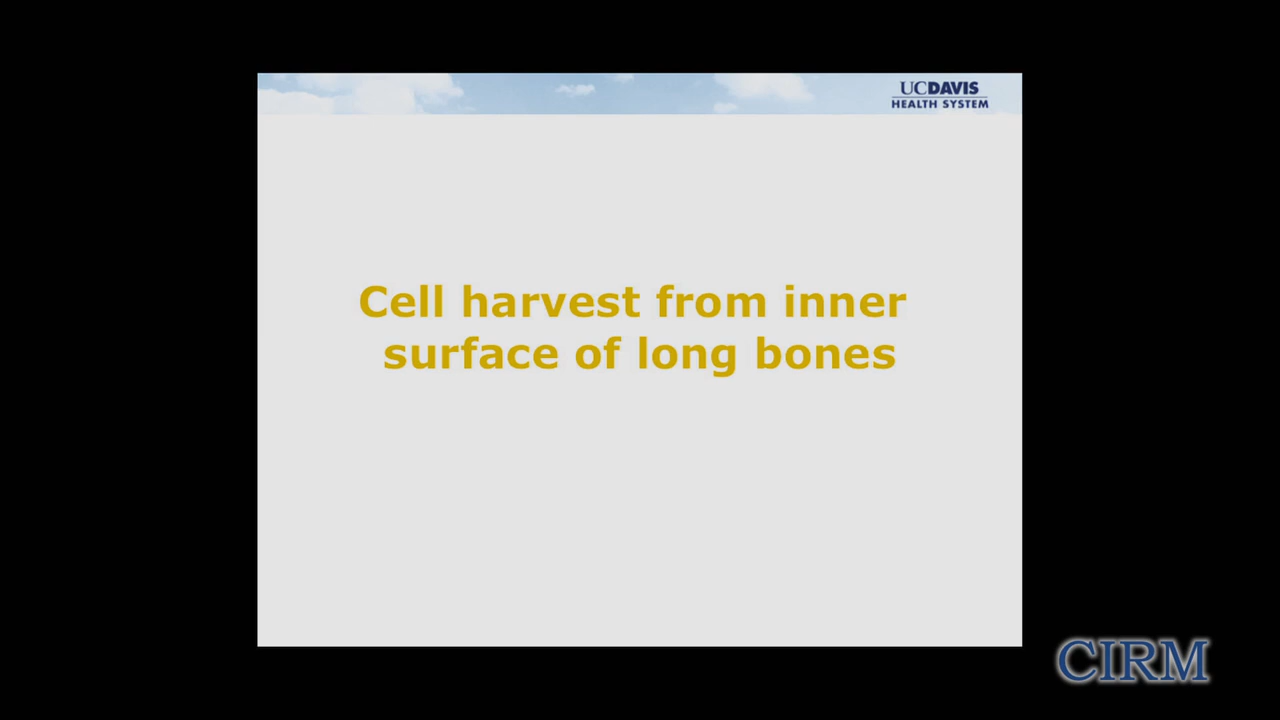 UCDAVIS
HEALTH SYSTEM
Cell harvest from inner
surface of long bones
CIRM